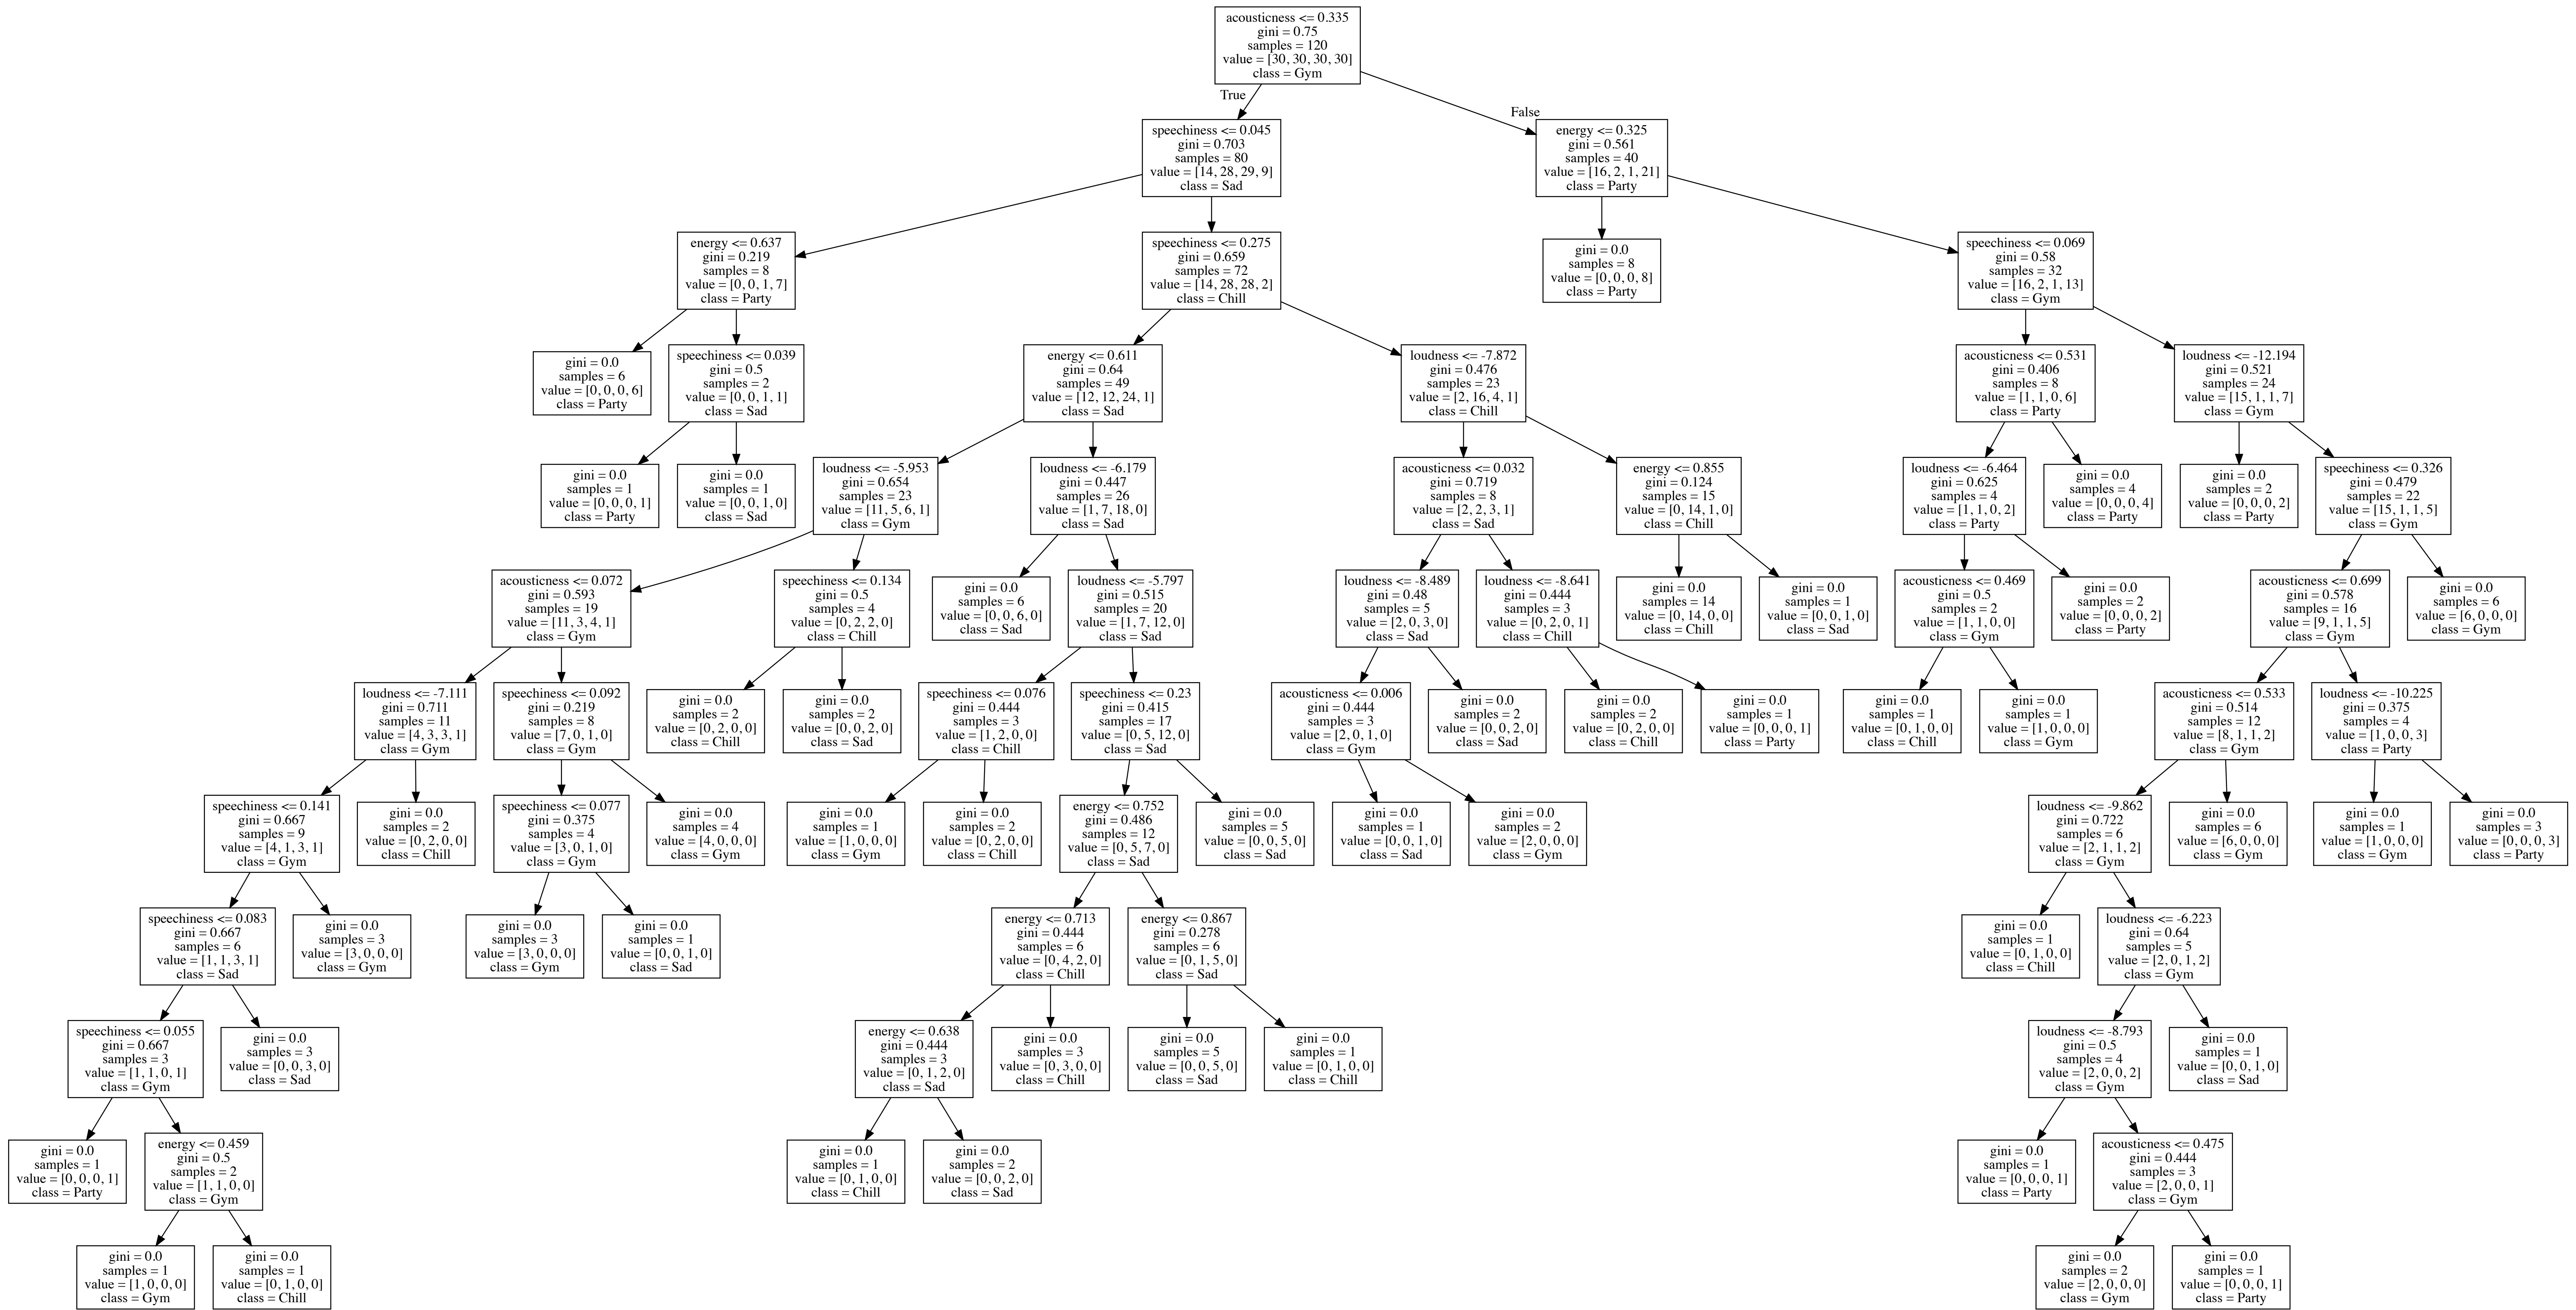 acousticness <= 0.335
gini = 0.75
samples = 120
value = [30, 30, 30, 30]
class = Gym
True
False
speechiness <= 0.045
gini = 0.703
samples = 80
value = [14, 28, 29, 9]
class = Sad
energy <= 0.325
gini = 0.561
samples = 40
value = [16, 2, 1, 21]
class = Party
energy <= 0.637
gini = 0.219
samples = 8
value = [0, 0, 1, 7]
class = Party
speechiness <= 0.275
gini = 0.659
samples = 72
value = [14, 28, 28, 2]
class = Chill
gini = 0.0
samples = 8
value = [0, 0, 0, 8]
class = Party
speechiness <= 0.069
gini = 0.58
samples = 32
value = [16, 2, 1, 13]
class = Gym
gini = 0.0
samples = 6
value = [0, 0, 0, 6]
class = Party
speechiness <= 0.039
gini = 0.5
samples = 2
value = [0, 0, 1, 1]
class = Sad
energy <= 0.611
gini = 0.64
samples = 49
value = [12, 12, 24, 1]
class = Sad
loudness <= -7.872
gini = 0.476
samples = 23
value = [2, 16, 4, 1]
class = Chill
acousticness <= 0.531
gini = 0.406
samples = 8
value = [1, 1, 0, 6]
class = Party
loudness <= -12.194
gini = 0.521
samples = 24
value = [15, 1, 1, 7]
class = Gym
gini = 0.0
samples = 1
value = [0, 0, 0, 1]
class = Party
gini = 0.0
samples = 1
value = [0, 0, 1, 0]
class = Sad
loudness <= -5.953
gini = 0.654
samples = 23
value = [11, 5, 6, 1]
class = Gym
loudness <= -6.179
gini = 0.447
samples = 26
value = [1, 7, 18, 0]
class = Sad
acousticness <= 0.032
gini = 0.719
samples = 8
value = [2, 2, 3, 1]
class = Sad
energy <= 0.855
gini = 0.124
samples = 15
value = [0, 14, 1, 0]
class = Chill
loudness <= -6.464
gini = 0.625
samples = 4
value = [1, 1, 0, 2]
class = Party
gini = 0.0
samples = 4
value = [0, 0, 0, 4]
class = Party
gini = 0.0
samples = 2
value = [0, 0, 0, 2]
class = Party
speechiness <= 0.326
gini = 0.479
samples = 22
value = [15, 1, 1, 5]
class = Gym
acousticness <= 0.072
gini = 0.593
samples = 19
value = [11, 3, 4, 1]
class = Gym
speechiness <= 0.134
gini = 0.5
samples = 4
value = [0, 2, 2, 0]
class = Chill
gini = 0.0
samples = 6
value = [0, 0, 6, 0]
class = Sad
loudness <= -5.797
gini = 0.515
samples = 20
value = [1, 7, 12, 0]
class = Sad
loudness <= -8.489
gini = 0.48
samples = 5
value = [2, 0, 3, 0]
class = Sad
loudness <= -8.641
gini = 0.444
samples = 3
value = [0, 2, 0, 1]
class = Chill
gini = 0.0
samples = 14
value = [0, 14, 0, 0]
class = Chill
gini = 0.0
samples = 1
value = [0, 0, 1, 0]
class = Sad
acousticness <= 0.469
gini = 0.5
samples = 2
value = [1, 1, 0, 0]
class = Gym
gini = 0.0
samples = 2
value = [0, 0, 0, 2]
class = Party
acousticness <= 0.699
gini = 0.578
samples = 16
value = [9, 1, 1, 5]
class = Gym
gini = 0.0
samples = 6
value = [6, 0, 0, 0]
class = Gym
loudness <= -7.111
gini = 0.711
samples = 11
value = [4, 3, 3, 1]
class = Gym
speechiness <= 0.092
gini = 0.219
samples = 8
value = [7, 0, 1, 0]
class = Gym
gini = 0.0
samples = 2
value = [0, 2, 0, 0]
class = Chill
gini = 0.0
samples = 2
value = [0, 0, 2, 0]
class = Sad
speechiness <= 0.076
gini = 0.444
samples = 3
value = [1, 2, 0, 0]
class = Chill
speechiness <= 0.23
gini = 0.415
samples = 17
value = [0, 5, 12, 0]
class = Sad
acousticness <= 0.006
gini = 0.444
samples = 3
value = [2, 0, 1, 0]
class = Gym
gini = 0.0
samples = 2
value = [0, 0, 2, 0]
class = Sad
gini = 0.0
samples = 2
value = [0, 2, 0, 0]
class = Chill
gini = 0.0
samples = 1
value = [0, 0, 0, 1]
class = Party
gini = 0.0
samples = 1
value = [0, 1, 0, 0]
class = Chill
gini = 0.0
samples = 1
value = [1, 0, 0, 0]
class = Gym
acousticness <= 0.533
gini = 0.514
samples = 12
value = [8, 1, 1, 2]
class = Gym
loudness <= -10.225
gini = 0.375
samples = 4
value = [1, 0, 0, 3]
class = Party
speechiness <= 0.141
gini = 0.667
samples = 9
value = [4, 1, 3, 1]
class = Gym
gini = 0.0
samples = 2
value = [0, 2, 0, 0]
class = Chill
speechiness <= 0.077
gini = 0.375
samples = 4
value = [3, 0, 1, 0]
class = Gym
gini = 0.0
samples = 4
value = [4, 0, 0, 0]
class = Gym
gini = 0.0
samples = 1
value = [1, 0, 0, 0]
class = Gym
gini = 0.0
samples = 2
value = [0, 2, 0, 0]
class = Chill
energy <= 0.752
gini = 0.486
samples = 12
value = [0, 5, 7, 0]
class = Sad
gini = 0.0
samples = 5
value = [0, 0, 5, 0]
class = Sad
gini = 0.0
samples = 1
value = [0, 0, 1, 0]
class = Sad
gini = 0.0
samples = 2
value = [2, 0, 0, 0]
class = Gym
loudness <= -9.862
gini = 0.722
samples = 6
value = [2, 1, 1, 2]
class = Gym
gini = 0.0
samples = 6
value = [6, 0, 0, 0]
class = Gym
gini = 0.0
samples = 1
value = [1, 0, 0, 0]
class = Gym
gini = 0.0
samples = 3
value = [0, 0, 0, 3]
class = Party
speechiness <= 0.083
gini = 0.667
samples = 6
value = [1, 1, 3, 1]
class = Sad
gini = 0.0
samples = 3
value = [3, 0, 0, 0]
class = Gym
gini = 0.0
samples = 3
value = [3, 0, 0, 0]
class = Gym
gini = 0.0
samples = 1
value = [0, 0, 1, 0]
class = Sad
energy <= 0.713
gini = 0.444
samples = 6
value = [0, 4, 2, 0]
class = Chill
energy <= 0.867
gini = 0.278
samples = 6
value = [0, 1, 5, 0]
class = Sad
gini = 0.0
samples = 1
value = [0, 1, 0, 0]
class = Chill
loudness <= -6.223
gini = 0.64
samples = 5
value = [2, 0, 1, 2]
class = Gym
speechiness <= 0.055
gini = 0.667
samples = 3
value = [1, 1, 0, 1]
class = Gym
gini = 0.0
samples = 3
value = [0, 0, 3, 0]
class = Sad
energy <= 0.638
gini = 0.444
samples = 3
value = [0, 1, 2, 0]
class = Sad
gini = 0.0
samples = 3
value = [0, 3, 0, 0]
class = Chill
gini = 0.0
samples = 5
value = [0, 0, 5, 0]
class = Sad
gini = 0.0
samples = 1
value = [0, 1, 0, 0]
class = Chill
loudness <= -8.793
gini = 0.5
samples = 4
value = [2, 0, 0, 2]
class = Gym
gini = 0.0
samples = 1
value = [0, 0, 1, 0]
class = Sad
gini = 0.0
samples = 1
value = [0, 0, 0, 1]
class = Party
energy <= 0.459
gini = 0.5
samples = 2
value = [1, 1, 0, 0]
class = Gym
gini = 0.0
samples = 1
value = [0, 1, 0, 0]
class = Chill
gini = 0.0
samples = 2
value = [0, 0, 2, 0]
class = Sad
gini = 0.0
samples = 1
value = [0, 0, 0, 1]
class = Party
acousticness <= 0.475
gini = 0.444
samples = 3
value = [2, 0, 0, 1]
class = Gym
gini = 0.0
samples = 1
value = [1, 0, 0, 0]
class = Gym
gini = 0.0
samples = 1
value = [0, 1, 0, 0]
class = Chill
gini = 0.0
samples = 2
value = [2, 0, 0, 0]
class = Gym
gini = 0.0
samples = 1
value = [0, 0, 0, 1]
class = Party